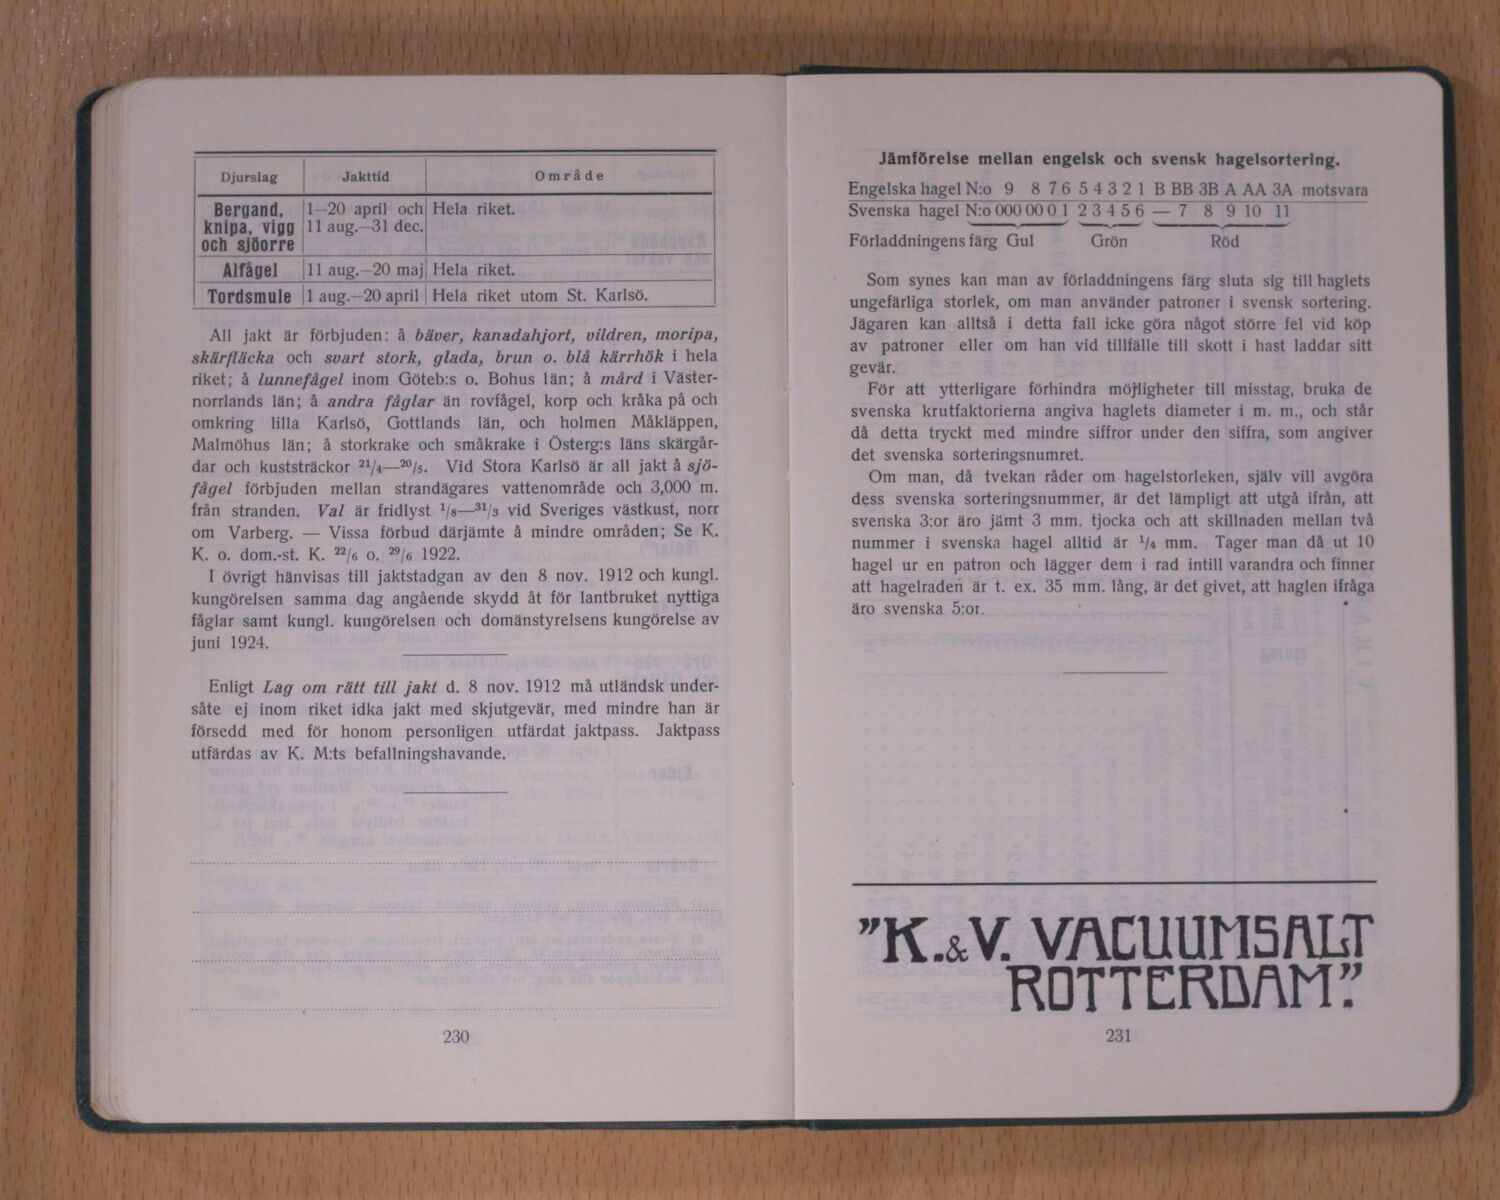 Djurslag Jakttid Område
Bergand, 1–20 april och Hela riket.
knipa, vigg 11 aug.–31 dec.
och sjöorre
Alfågel 11 aug.–20 maj Hela riket.
Tordsmule 1 aug.–20 april Hela riket utom St. Karlsö.
All jakt är förbjuden: å bäver, kanadahjort, vildren, moripa,
skärfläcka och svart stork, glada, brun o. blå kärrhök i hela
riket; å lunnefågel inom Göteb:s o. Bohus län; å mård i Väster-
norrlands län; å andra fåglar än rovfågel, korp och kråka på och
omkring lilla Karlsö, Gottlands län, och holmen Måkläppen,
Malmöhus län; å storkrake och småkrake i Österg:s läns skärgår-
dar och kuststräckor 21/4—20/5. Vid Stora Karlsö är all jakt å sjö-
fågel förbjuden mellan strandägares vattenområde och 3,000 m.
från stranden. Val är fridlyst 1/8—31/3 vid Sveriges västkust, norr
om Varberg. — Vissa förbud därjämte å mindre områden; Se K.
K. o. dom.-st. K. 22/6 o. 29/6 1922.
I övrigt hänvisas till jaktstadgan av den 8 nov. 1912 och kungl.
kungörelsen samma dag angående skydd åt för lantbruket nyttiga
fåglar samt kungl. kungörelsen och domänstyrelsens kungörelse av
juni 1924.
Enligt Lag om rätt till jakt d. 8 nov. 1912 må utländsk under-
såte ej inom riket idka jakt med skjutgevär, med mindre han är
försedd med för honom personligen utfärdat jaktpass. Jaktpass
utfärdas av K. M:ts befallningshavande.
230
Jämförelse mellan engelsk och svensk hagelsortering.
Engelska hagel N:o 9 8 7 6 5 4 3 2 1 B BB 3B A AA 3A motsvara
Svenska hagel N:o 000 00 0 1 2 3 4 5 6 — 7 8 9 10 11
Förladdningens färg Gul Grön Röd
Som synes kan man av förladdningens färg sluta sig till haglets
ungefärliga storlek, om man använder patroner i svensk sortering.
Jägaren kan alltså i detta fall icke göra något större fel vid köp
av patroner eller om han vid tillfälle till skott i hast laddar sitt
gevär.
För att ytterligare förhindra möjligheter till misstag, bruka de
svenska krutfaktorierna angiva haglets diameter i m. m., och står
då detta tryckt med mindre siffror under den siffra, som angiver
det svenska sorteringsnumret.
Om man, då tvekan råder om hagelstorleken, själv vill avgöra
dess svenska sorteringsnummer, är det lämpligt att utgå ifrån, att
svenska 3:or äro jämt 3 mm. tjocka och att skillnaden mellan två
nummer i svenska hagel alltid är 1/4 mm. Tager man då ut 10
hagel ur en patron och lägger dem i rad intill varandra och finner
att hagelraden är t. ex. 35 mm. lång, är det givet, att haglen ifråga
äro svenska 5:or.
"K.&V. VACUUMSALT
ROTTERDAM"
231